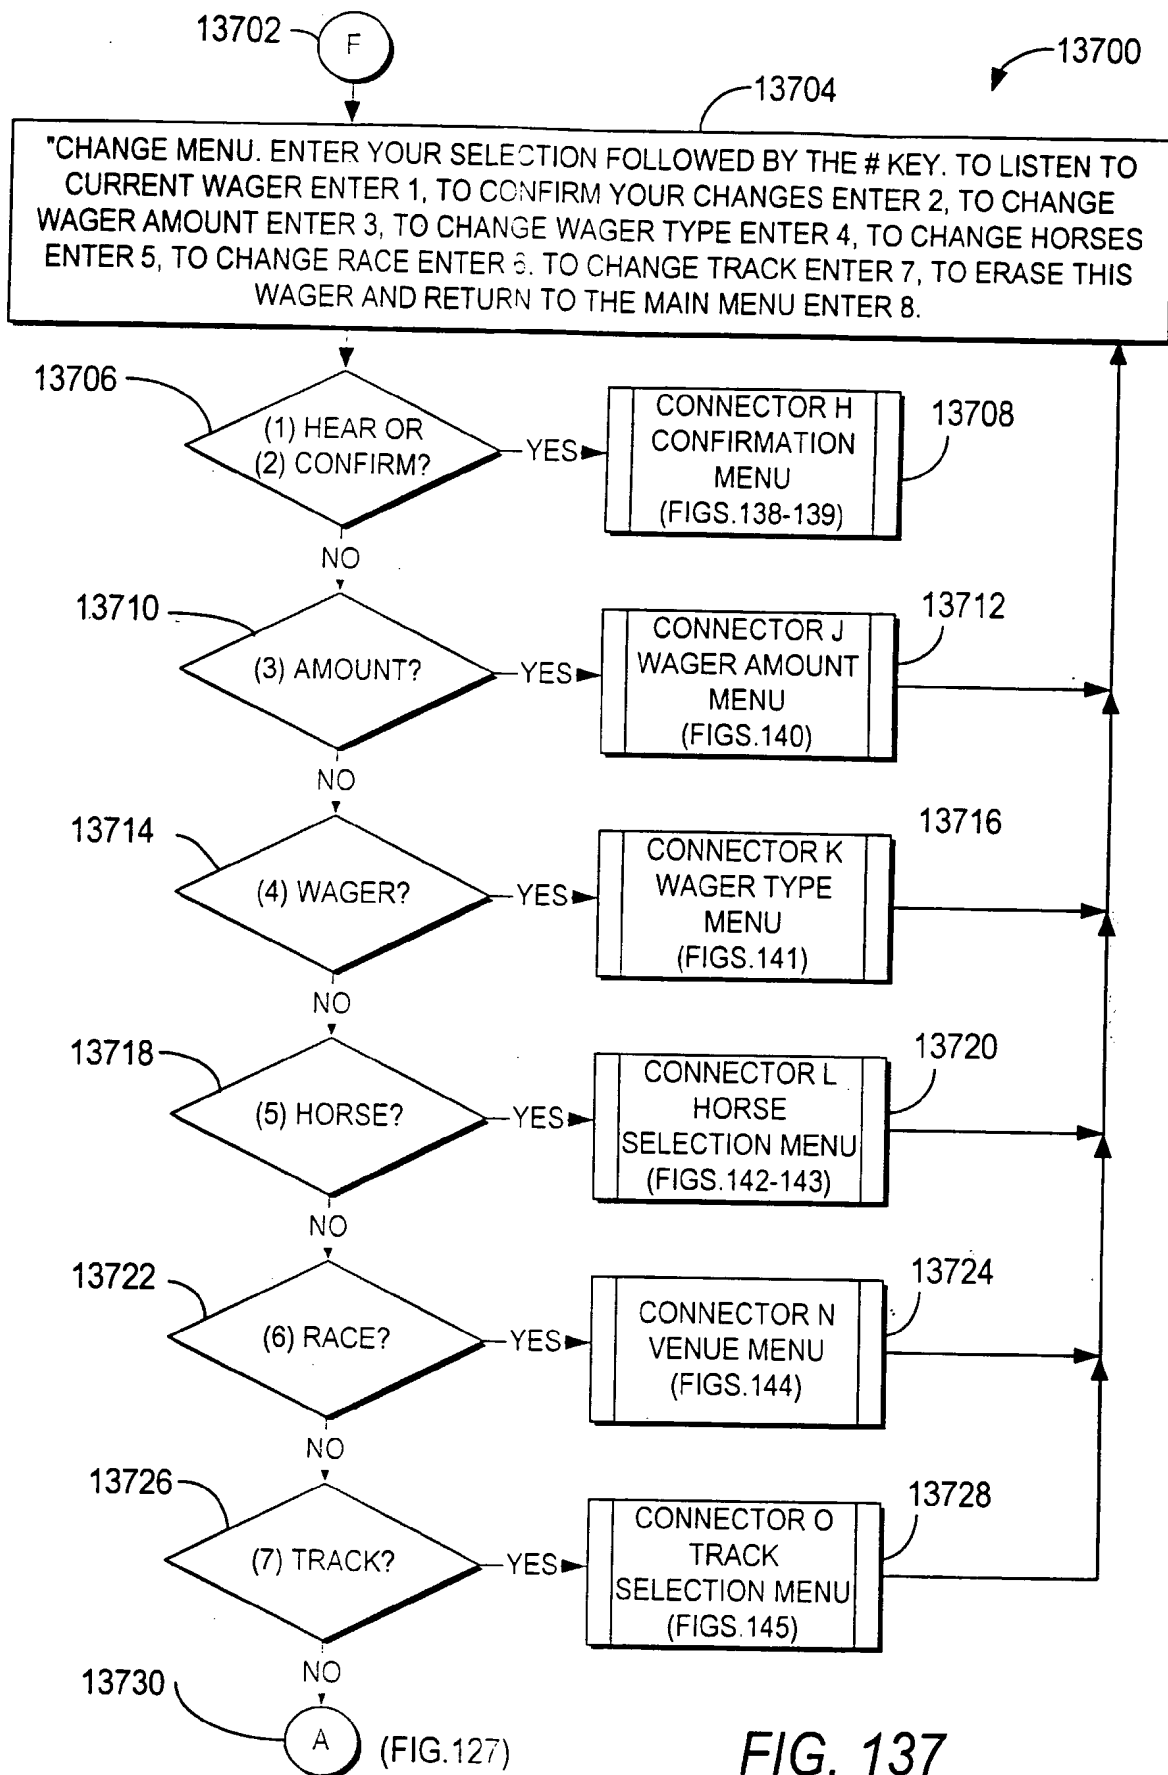 13702
F
13700
13704
"CHANGE MENU. ENTER YOUR SELECTION FOLLOWED BY THE # KEY. TO LISTEN TO
CURRENT WAGER ENTER 1, TO CONFIRM YOUR CHANGES ENTER 2, TO CHANGE
WAGER AMOUNT ENTER 3, TO CHANGE WAGER TYPE ENTER 4, TO CHANGE HORSES
ENTER 5, TO CHANGE RACE ENTER 6. TO CHANGE TRACK ENTER 7, TO ERASE THIS
WAGER AND RETURN TO THE MAIN MENU ENTER 8.
13706
(1) HEAR OR
(2) CONFIRM?
YES
CONNECTOR H
CONFIRMATION
MENU
(FIGS.138-139)
13708
NO
13710
(3) AMOUNT?
YES
CONNECTOR J
WAGER AMOUNT
MENU
(FIGS.140)
13712
NO
13714
(4) WAGER?
YES
CONNECTOR K
WAGER TYPE
MENU
(FIGS.141)
13716
NO
13718
(5) HORSE?
YES
CONNECTOR L
HORSE
SELECTION MENU
(FIGS.142-143)
13720
NO
13722
(6) RACE?
YES
CONNECTOR N
VENUE MENU
(FIGS.144)
13724
NO
13726
(7) TRACK?
YES
CONNECTOR O
TRACK
SELECTION MENU
(FIGS.145)
13728
NO
13730
A
(FIG.127)
FIG. 137